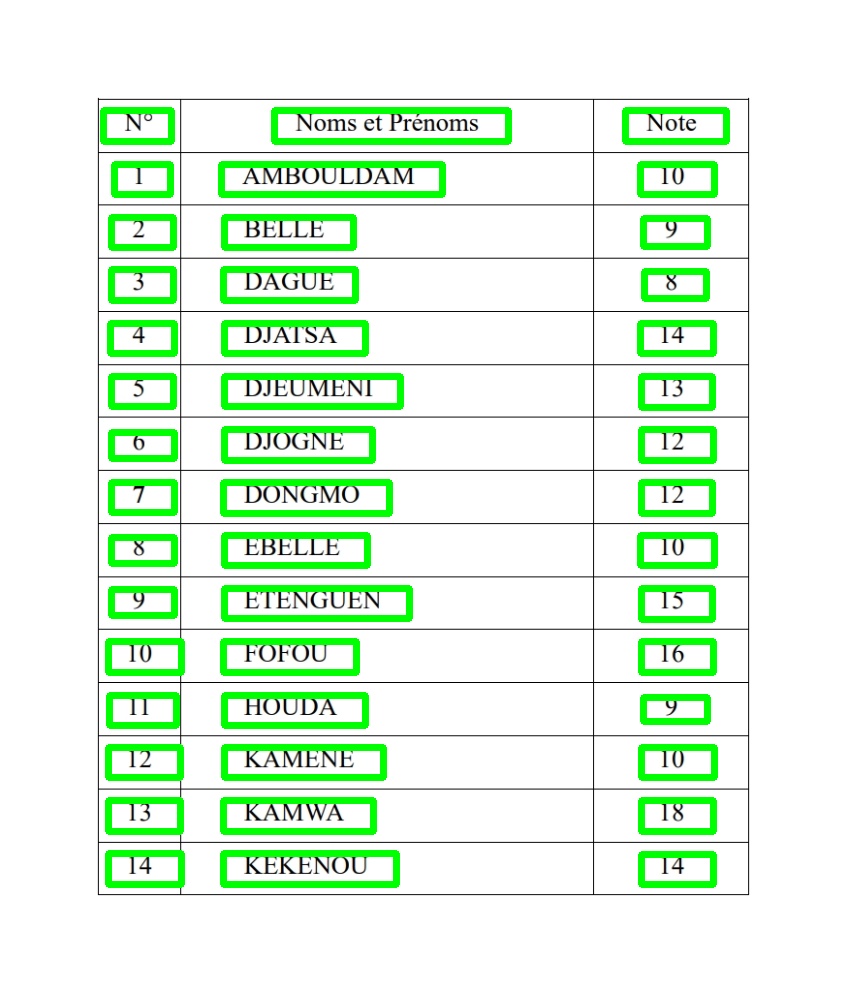 N° Noms et Prénoms Note
1 AMBOULDAM 10
2 BELLE 9
3 DAGUE 8
4 DJATSA 14
5 DJEUMENI 13
6 DJOGNE 12
7 DONGMO 12
8 EBELLE 10
9 ETENGUEN 15
10 FOFOU 16
11 HOUDA 9
12 KAMENE 10
13 KAMWA 18
14 KEKENOU 14